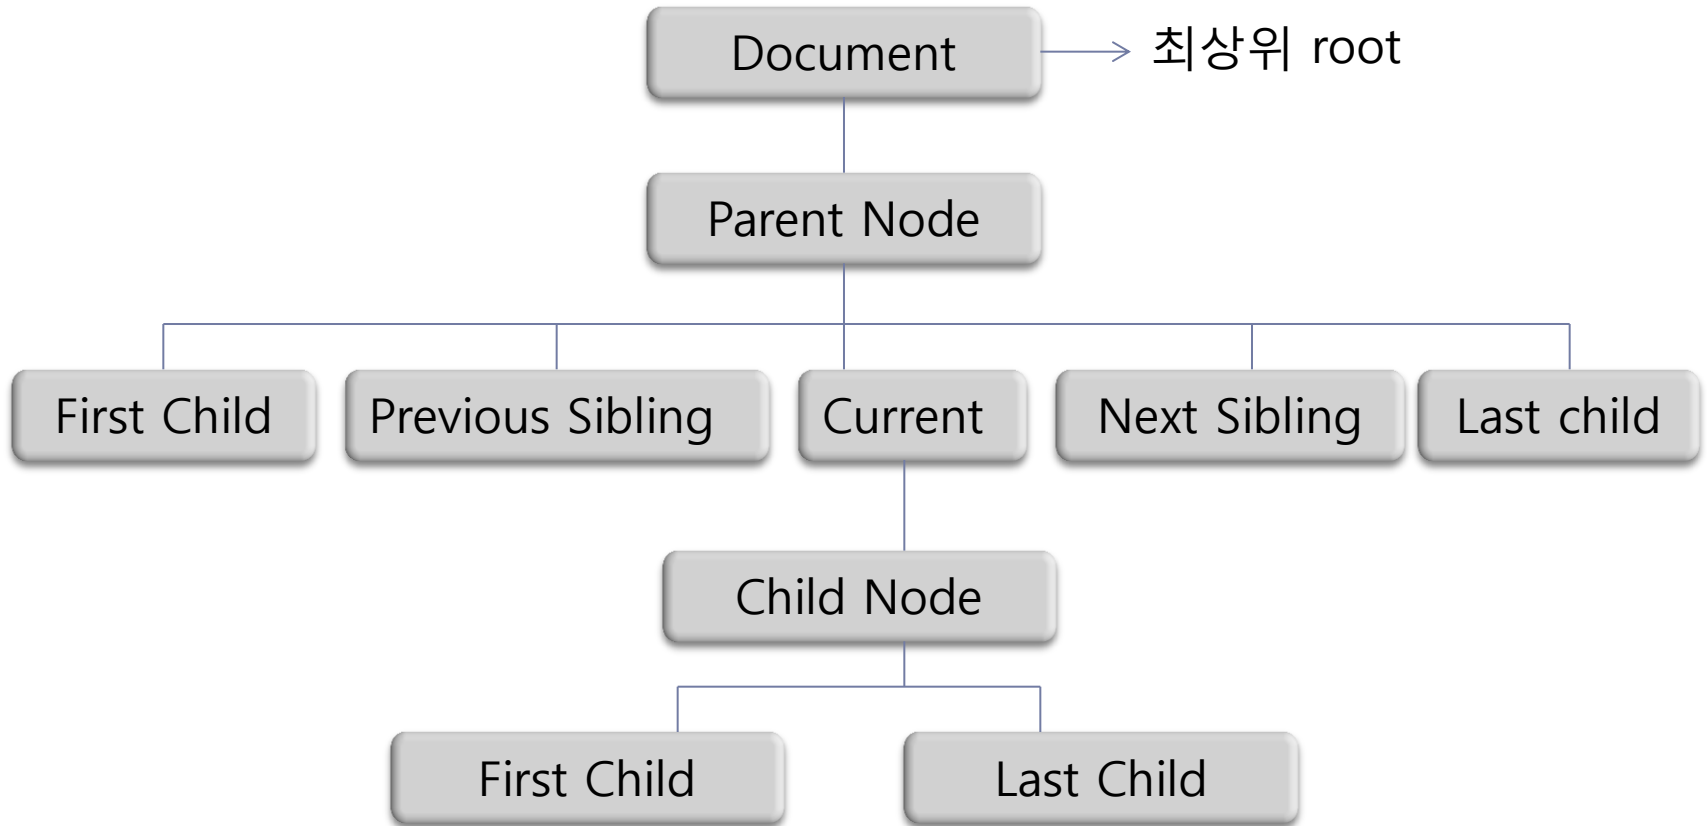 Document
최상위 root
Parent Node
First Child
Previous Sibling
Current
Next Sibling
Last child
Child Node
First Child
Last Child